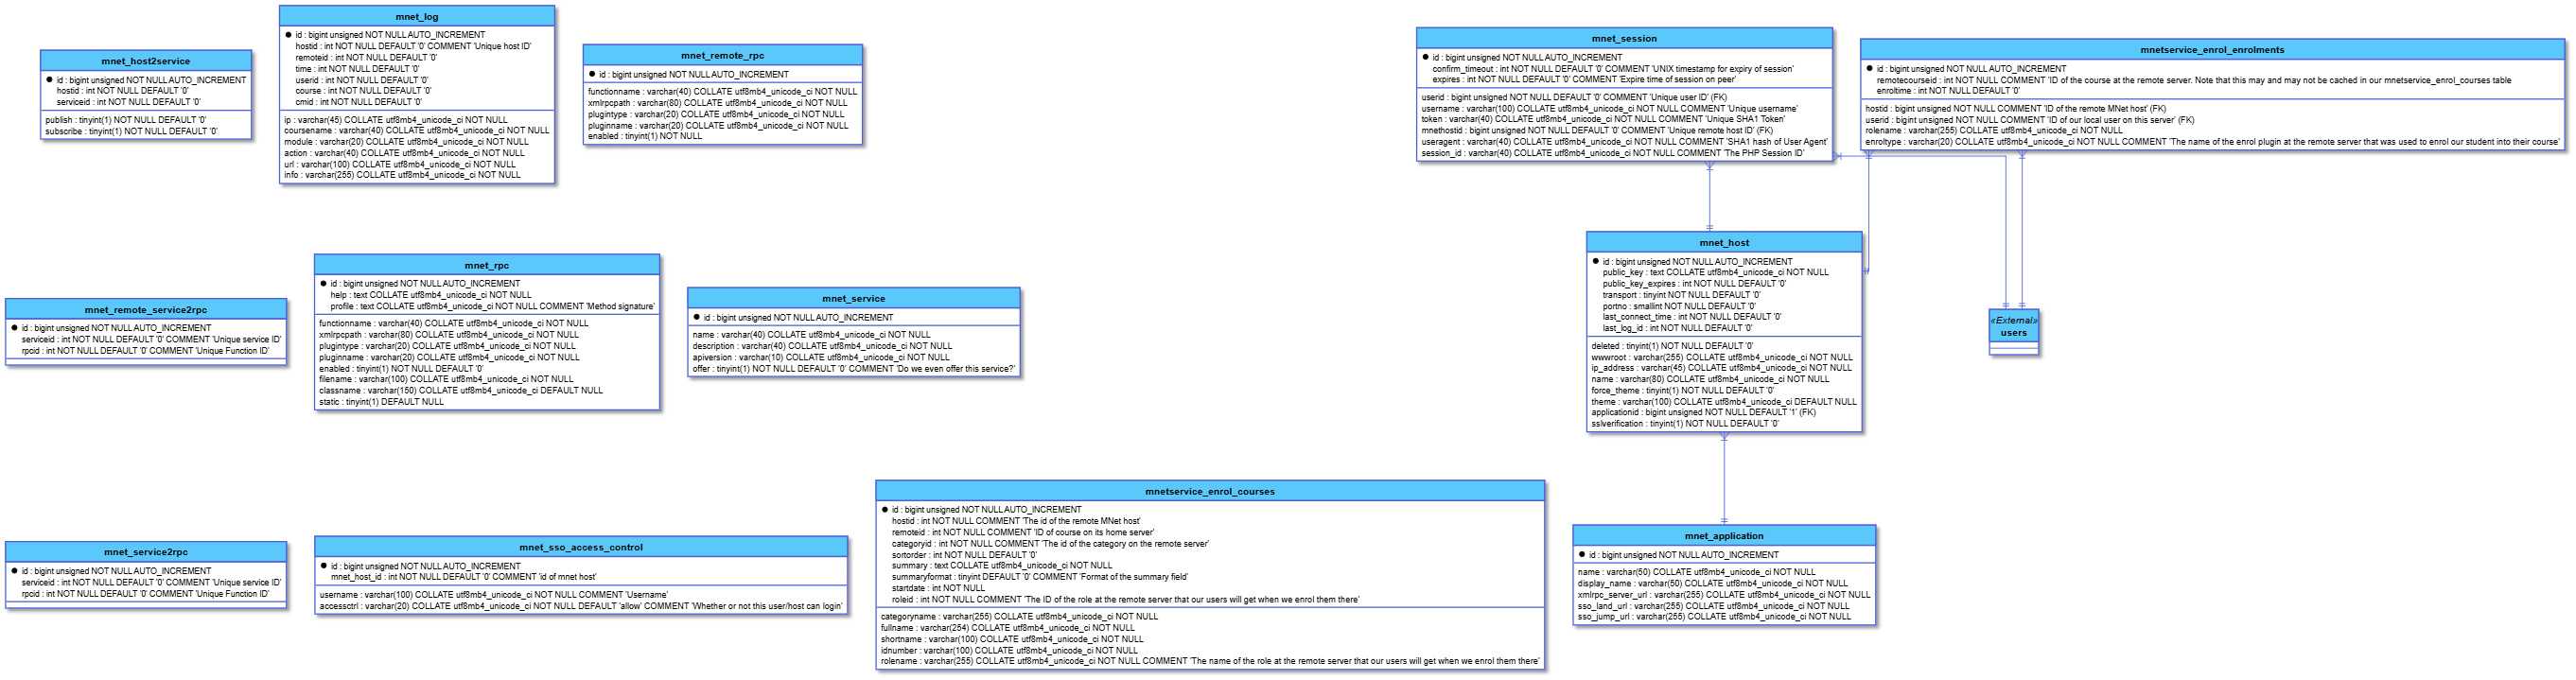 mnet_host2service
id : bigint unsigned NOT NULL AUTO_INCREMENT
hostid : int NOT NULL DEFAULT '0'
serviceid : int NOT NULL DEFAULT '0'
publish : tinyint(1) NOT NULL DEFAULT '0'
subscribe : tinyint(1) NOT NULL DEFAULT '0'
mnet_log
id : bigint unsigned NOT NULL AUTO_INCREMENT
hostid : int NOT NULL DEFAULT '0' COMMENT 'Unique host ID'
remoteid : int NOT NULL DEFAULT '0'
time : int NOT NULL DEFAULT '0'
userid : int NOT NULL DEFAULT '0'
course : int NOT NULL DEFAULT '0'
cmid : int NOT NULL DEFAULT '0'
ip : varchar(45) COLLATE utf8mb4_unicode_ci NOT NULL
coursename : varchar(40) COLLATE utf8mb4_unicode_ci NOT NULL
module : varchar(20) COLLATE utf8mb4_unicode_ci NOT NULL
action : varchar(40) COLLATE utf8mb4_unicode_ci NOT NULL
url : varchar(100) COLLATE utf8mb4_unicode_ci NOT NULL
info : varchar(255) COLLATE utf8mb4_unicode_ci NOT NULL
mnet_remote_rpc
id : bigint unsigned NOT NULL AUTO_INCREMENT
functionname : varchar(40) COLLATE utf8mb4_unicode_ci NOT NULL
xmlrpcpath : varchar(80) COLLATE utf8mb4_unicode_ci NOT NULL
plugintype : varchar(20) COLLATE utf8mb4_unicode_ci NOT NULL
pluginname : varchar(20) COLLATE utf8mb4_unicode_ci NOT NULL
enabled : tinyint(1) NOT NULL
mnet_session
id : bigint unsigned NOT NULL AUTO_INCREMENT
confirm_timeout : int NOT NULL DEFAULT '0' COMMENT 'UNIX timestamp for expiry of session'
expires : int NOT NULL DEFAULT '0' COMMENT 'Expire time of session on peer'
userid : bigint unsigned NOT NULL DEFAULT '0' COMMENT 'Unique user ID' (FK)
username : varchar(100) COLLATE utf8mb4_unicode_ci NOT NULL COMMENT 'Unique username'
token : varchar(40) COLLATE utf8mb4_unicode_ci NOT NULL COMMENT 'Unique SHA1 Token'
mnethostid : bigint unsigned NOT NULL DEFAULT '0' COMMENT 'Unique remote host ID' (FK)
useragent : varchar(40) COLLATE utf8mb4_unicode_ci NOT NULL COMMENT 'SHA1 hash of User Agent'
session_id : varchar(40) COLLATE utf8mb4_unicode_ci NOT NULL COMMENT 'The PHP Session ID'
mnetservice_enrol_enrolments
id : bigint unsigned NOT NULL AUTO_INCREMENT
remotecourseid : int NOT NULL COMMENT 'ID of the course at the remote server. Note that this may and may not be cached in our mnetservice_enrol_courses table
enroltime : int NOT NULL DEFAULT '0'
hostid : bigint unsigned NOT NULL COMMENT 'ID of the remote MNet host' (FK)
userid : bigint unsigned NOT NULL COMMENT 'ID of our local user on this server' (FK)
rolename : varchar(255) COLLATE utf8mb4_unicode_ci NOT NULL
enroltype : varchar(20) COLLATE utf8mb4_unicode_ci NOT NULL COMMENT 'The name of the enrol plugin at the remote server that was used to enrol our student into their course'
mnet_remote_service2rpc
id : bigint unsigned NOT NULL AUTO_INCREMENT
serviceid : int NOT NULL DEFAULT '0' COMMENT 'Unique service ID'
rpcid : int NOT NULL DEFAULT '0' COMMENT 'Unique Function ID'
mnet_rpc
id : bigint unsigned NOT NULL AUTO_INCREMENT
help : text COLLATE utf8mb4_unicode_ci NOT NULL
profile : text COLLATE utf8mb4_unicode_ci NOT NULL COMMENT 'Method signature'
functionname : varchar(40) COLLATE utf8mb4_unicode_ci NOT NULL
xmlrpcpath : varchar(80) COLLATE utf8mb4_unicode_ci NOT NULL
plugintype : varchar(20) COLLATE utf8mb4_unicode_ci NOT NULL
pluginname : varchar(20) COLLATE utf8mb4_unicode_ci NOT NULL
enabled : tinyint(1) NOT NULL DEFAULT '0'
filename : varchar(100) COLLATE utf8mb4_unicode_ci NOT NULL
classname : varchar(150) COLLATE utf8mb4_unicode_ci DEFAULT NULL
static : tinyint(1) DEFAULT NULL
mnet_service
id : bigint unsigned NOT NULL AUTO_INCREMENT
name : varchar(40) COLLATE utf8mb4_unicode_ci NOT NULL
description : varchar(40) COLLATE utf8mb4_unicode_ci NOT NULL
apiversion : varchar(10) COLLATE utf8mb4_unicode_ci NOT NULL
offer : tinyint(1) NOT NULL DEFAULT '0' COMMENT 'Do we even offer this service?'
mnet_host
id : bigint unsigned NOT NULL AUTO_INCREMENT
public_key : text COLLATE utf8mb4_unicode_ci NOT NULL
public_key_expires : int NOT NULL DEFAULT '0'
transport : tinyint NOT NULL DEFAULT '0'
portno : smallint NOT NULL DEFAULT '0'
last_connect_time : int NOT NULL DEFAULT '0'
last_log_id : int NOT NULL DEFAULT '0'
deleted : tinyint(1) NOT NULL DEFAULT '0'
wwwroot : varchar(255) COLLATE utf8mb4_unicode_ci NOT NULL
ip_address : varchar(45) COLLATE utf8mb4_unicode_ci NOT NULL
name : varchar(80) COLLATE utf8mb4_unicode_ci NOT NULL
force_theme : tinyint(1) NOT NULL DEFAULT '0'
theme : varchar(100) COLLATE utf8mb4_unicode_ci DEFAULT NULL
applicationid : bigint unsigned NOT NULL DEFAULT '1' (FK)
sslverification : tinyint(1) NOT NULL DEFAULT '0'
«External»
users
mnet_service2rpc
id : bigint unsigned NOT NULL AUTO_INCREMENT
serviceid : int NOT NULL DEFAULT '0' COMMENT 'Unique service ID'
rpcid : int NOT NULL DEFAULT '0' COMMENT 'Unique Function ID'
mnet_sso_access_control
id : bigint unsigned NOT NULL AUTO_INCREMENT
mnet_host_id : int NOT NULL DEFAULT '0' COMMENT 'id of mnet host'
username : varchar(100) COLLATE utf8mb4_unicode_ci NOT NULL COMMENT 'Username'
accessctrl : varchar(20) COLLATE utf8mb4_unicode_ci NOT NULL DEFAULT 'allow' COMMENT 'Whether or not this user/host can login'
mnetservice_enrol_courses
id : bigint unsigned NOT NULL AUTO_INCREMENT
hostid : int NOT NULL COMMENT 'The id of the remote MNet host'
remoteid : int NOT NULL COMMENT 'ID of course on its home server'
categoryid : int NOT NULL COMMENT 'The id of the category on the remote server'
sortorder : int NOT NULL DEFAULT '0'
summary : text COLLATE utf8mb4_unicode_ci NOT NULL
summaryformat : tinyint DEFAULT '0' COMMENT 'Format of the summary field'
startdate : int NOT NULL
roleid : int NOT NULL COMMENT 'The ID of the role at the remote server that our users will get when we enrol them there'
categoryname : varchar(255) COLLATE utf8mb4_unicode_ci NOT NULL
fullname : varchar(254) COLLATE utf8mb4_unicode_ci NOT NULL
shortname : varchar(100) COLLATE utf8mb4_unicode_ci NOT NULL
idnumber : varchar(100) COLLATE utf8mb4_unicode_ci NOT NULL
rolename : varchar(255) COLLATE utf8mb4_unicode_ci NOT NULL COMMENT 'The name of the role at the remote server that our users will get when we enrol them there'
mnet_application
id : bigint unsigned NOT NULL AUTO_INCREMENT
name : varchar(50) COLLATE utf8mb4_unicode_ci NOT NULL
display_name : varchar(50) COLLATE utf8mb4_unicode_ci NOT NULL
xmlrpc_server_url : varchar(255) COLLATE utf8mb4_unicode_ci NOT NULL
sso_land_url : varchar(255) COLLATE utf8mb4_unicode_ci NOT NULL
sso_jump_url : varchar(255) COLLATE utf8mb4_unicode_ci NOT NULL